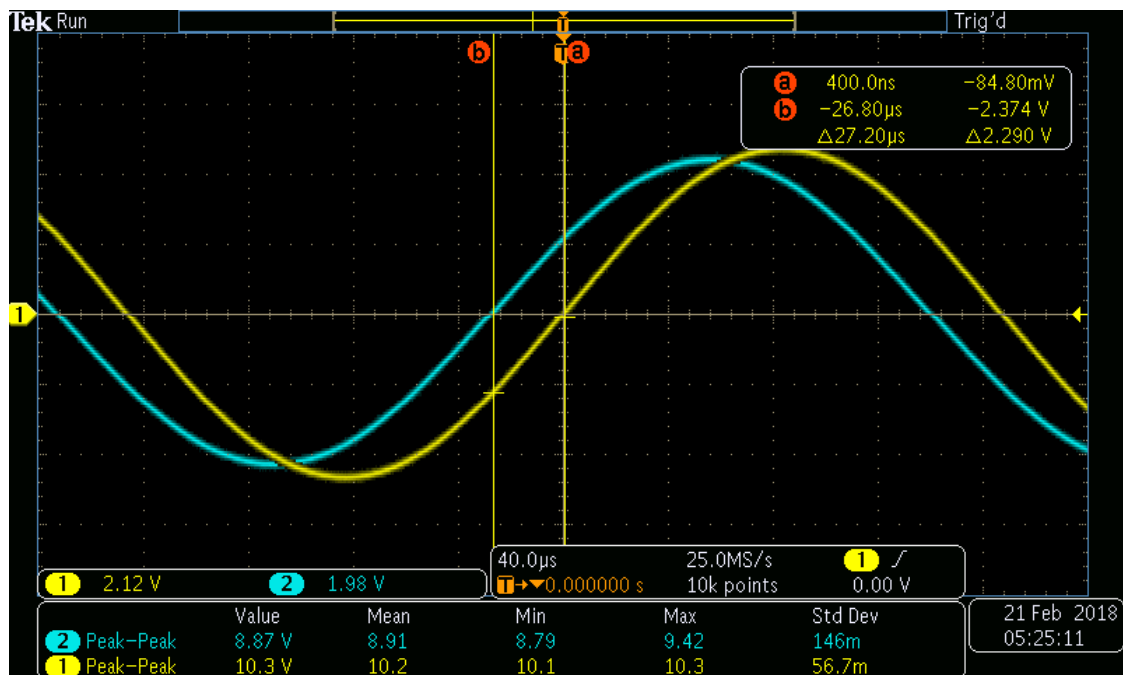 Tek Run Trig'd
T
b T a
a 400.0ns −84.80mV
b −26.80µs −2.374 V
△27.20µs △2.290 V
1
40.0µs 25.0MS/s 1 /
1 2.12 V 2 1.98 V T→▼0.000000 s 10k points 0.00 V
Value Mean Min Max Std Dev
2 Peak−Peak 8.87 V 8.91 8.79 9.42 146m
1 Peak−Peak 10.3 V 10.2 10.1 10.3 56.7m
21 Feb 2018
05:25:11